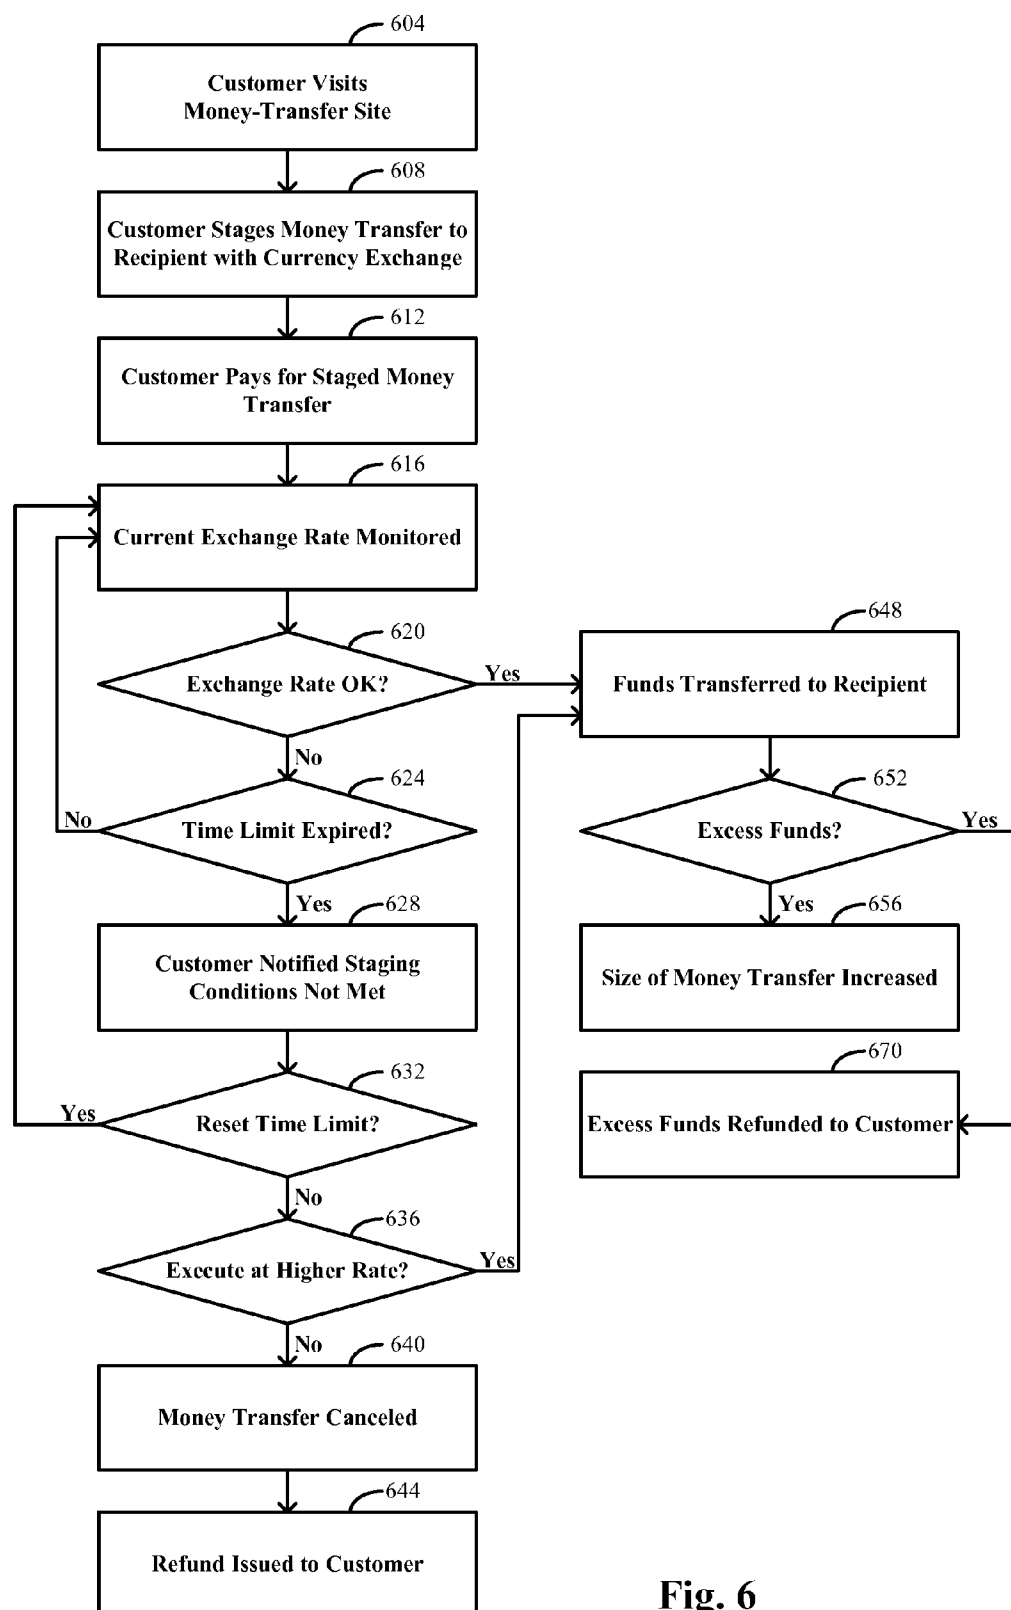 604
Customer Visits
Money-Transfer Site
608
Customer Stages Money Transfer to
Recipient with Currency Exchange
612
Customer Pays for Staged Money
Transfer
616
Current Exchange Rate Monitored
620
Exchange Rate OK?
Yes
No
624
Time Limit Expired?
No
Yes
628
Customer Notified Staging
Conditions Not Met
632
Reset Time Limit?
Yes
No
636
Execute at Higher Rate?
Yes
No
640
Money Transfer Canceled
644
Refund Issued to Customer
648
Funds Transferred to Recipient
652
Excess Funds?
Yes
Yes
656
Size of Money Transfer Increased
670
Excess Funds Refunded to Customer
Fig. 6